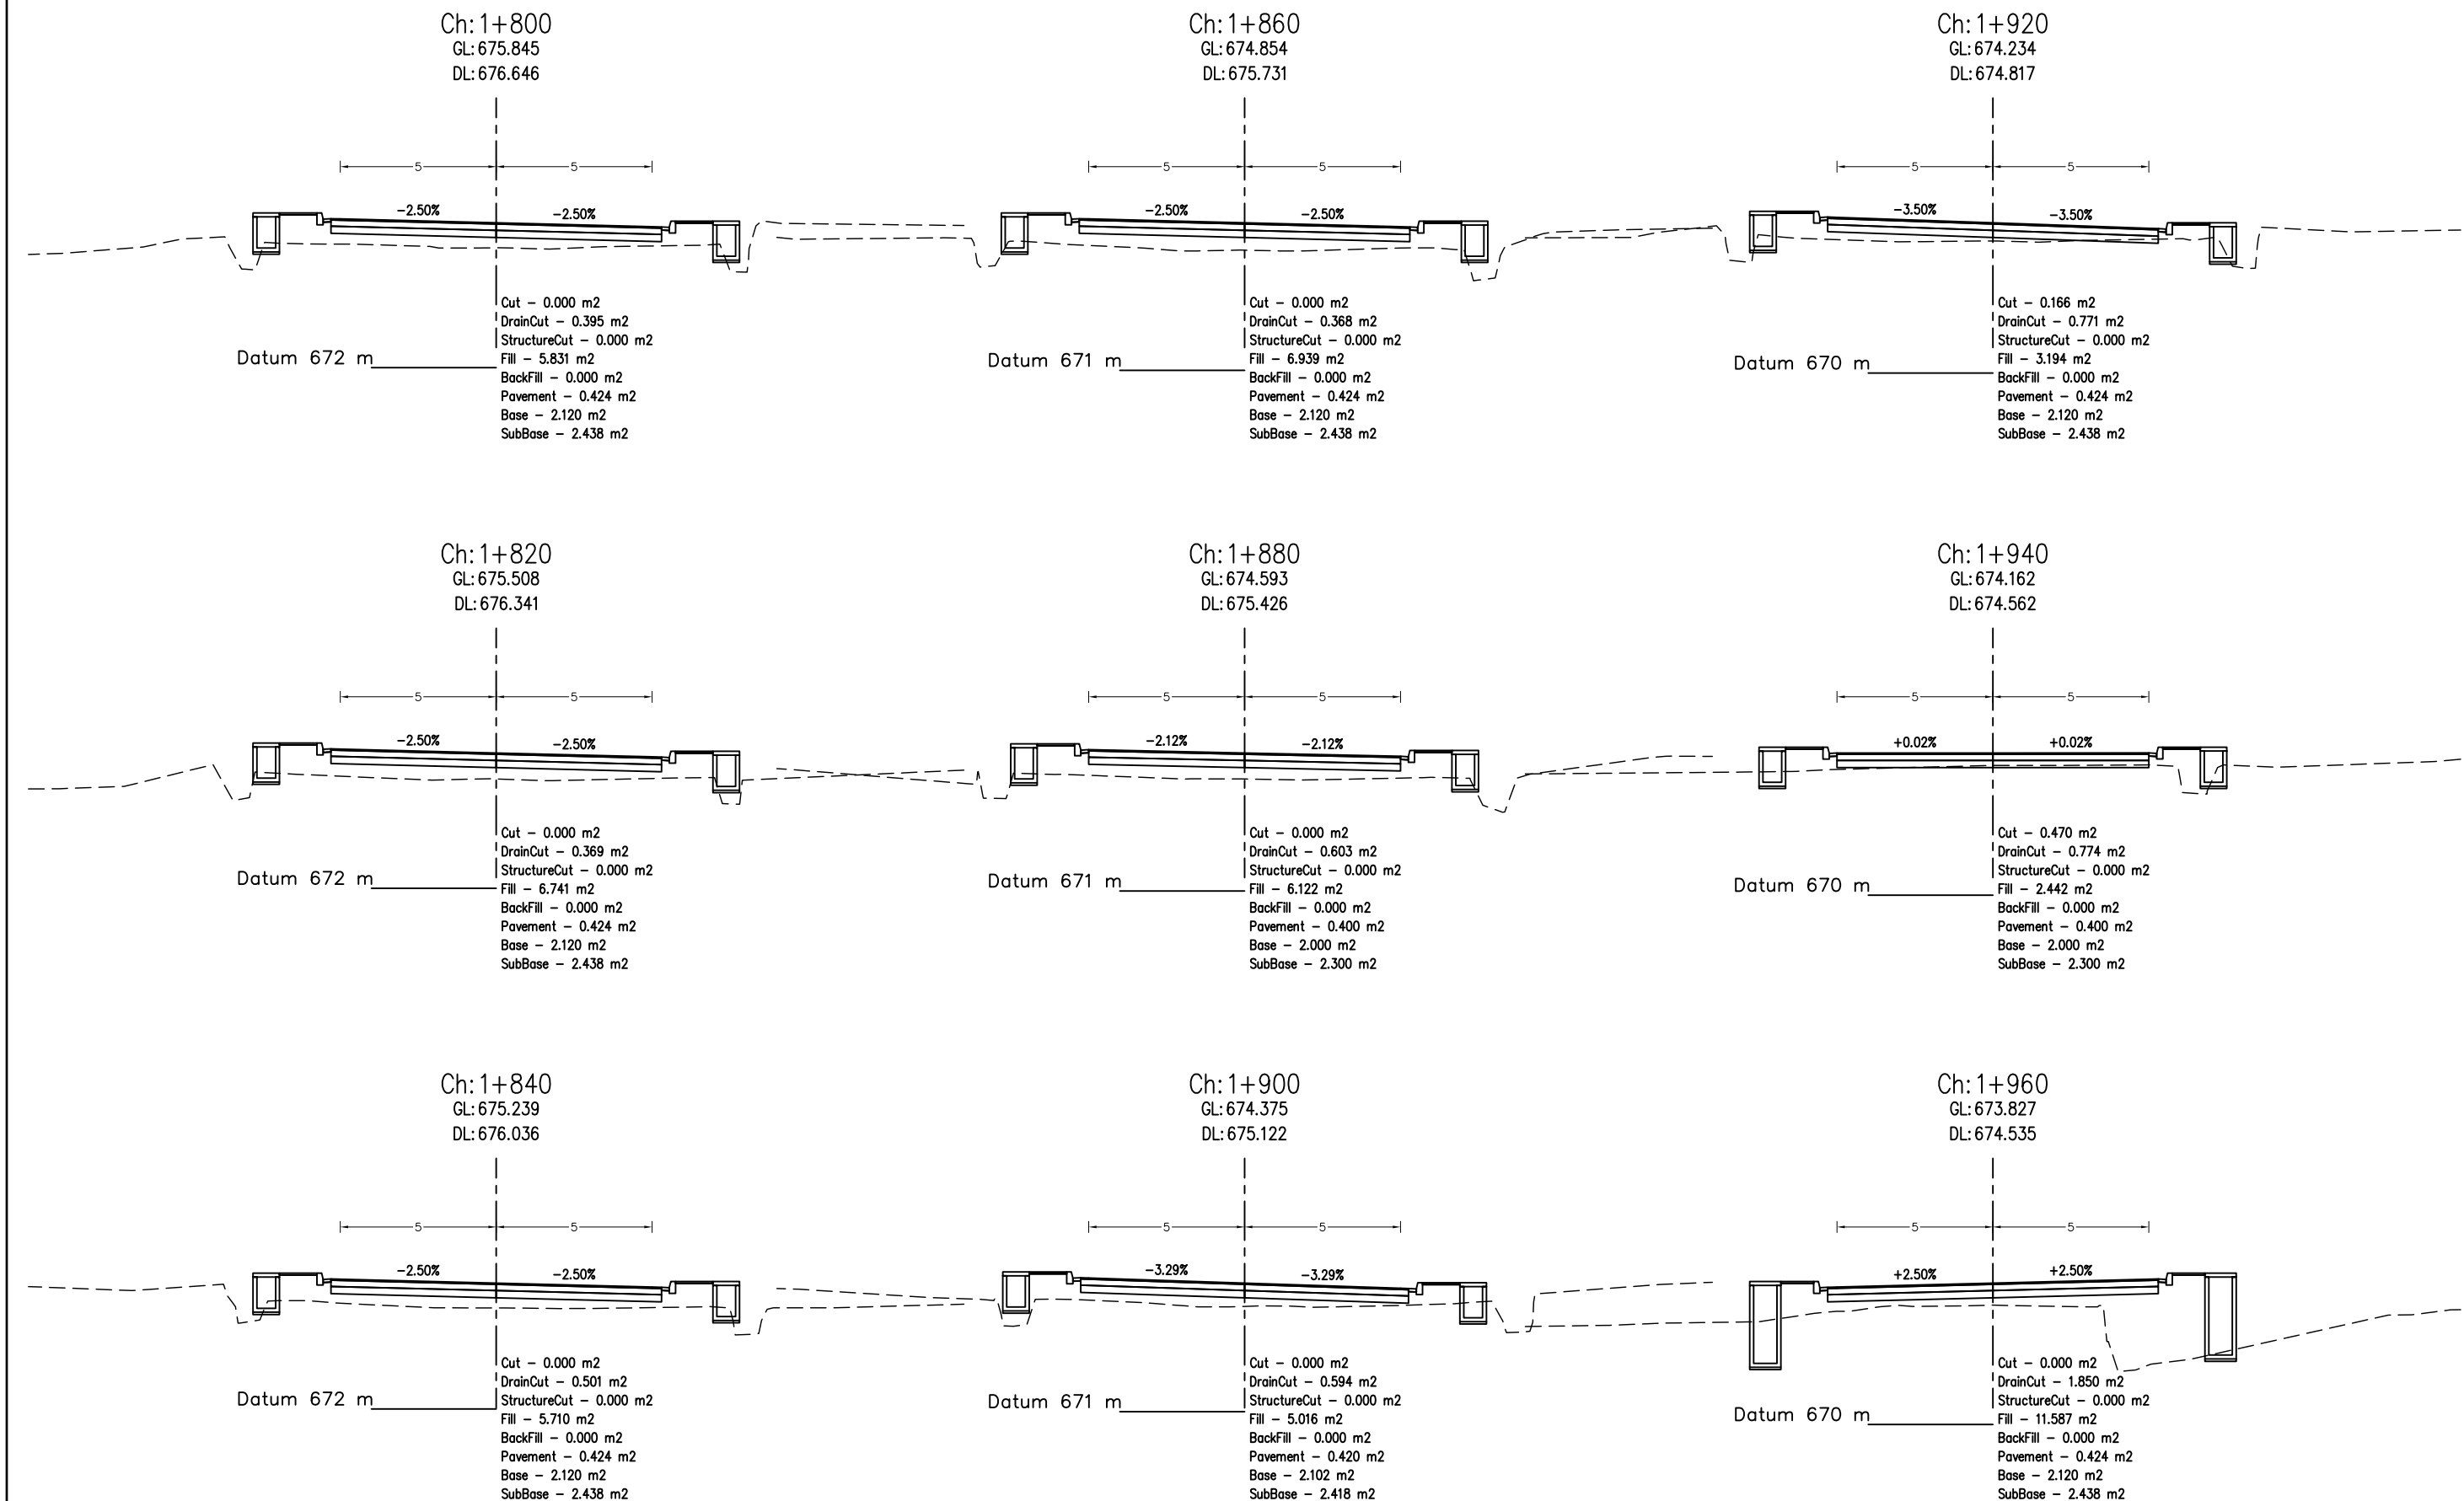 Ch:1+800
GL:675.845
DL:676.646
5 5
-2.50% -2.50%
Cut - 0.000 m2
DrainCut - 0.395 m2
StructureCut - 0.000 m2
Datum 672 m
Fill - 5.831 m2
BackFill - 0.000 m2
Pavement - 0.424 m2
Base - 2.120 m2
SubBase - 2.438 m2
Ch:1+820
GL:675.508
DL:676.341
5 5
-2.50% -2.50%
Cut - 0.000 m2
DrainCut - 0.369 m2
StructureCut - 0.000 m2
Datum 672 m
Fill - 6.741 m2
BackFill - 0.000 m2
Pavement - 0.424 m2
Base - 2.120 m2
SubBase - 2.438 m2
Ch:1+840
GL:675.239
DL:676.036
5 5
-2.50% -2.50%
Cut - 0.000 m2
DrainCut - 0.501 m2
StructureCut - 0.000 m2
Datum 672 m
Fill - 5.710 m2
BackFill - 0.000 m2
Pavement - 0.424 m2
Base - 2.120 m2
SubBase - 2.438 m2
Ch:1+860
GL:674.854
DL:675.731
5 5
-2.50% -2.50%
Cut - 0.000 m2
DrainCut - 0.368 m2
StructureCut - 0.000 m2
Datum 671 m
Fill - 6.939 m2
BackFill - 0.000 m2
Pavement - 0.424 m2
Base - 2.120 m2
SubBase - 2.438 m2
Ch:1+880
GL:674.593
DL:675.426
5 5
-2.12% -2.12%
Cut - 0.000 m2
DrainCut - 0.603 m2
StructureCut - 0.000 m2
Datum 671 m
Fill - 6.122 m2
BackFill - 0.000 m2
Pavement - 0.400 m2
Base - 2.000 m2
SubBase - 2.300 m2
Ch:1+900
GL:674.375
DL:675.122
5 5
-3.29% -3.29%
Cut - 0.000 m2
DrainCut - 0.594 m2
StructureCut - 0.000 m2
Datum 671 m
Fill - 5.016 m2
BackFill - 0.000 m2
Pavement - 0.420 m2
Base - 2.102 m2
SubBase - 2.418 m2
Ch:1+920
GL:674.234
DL:674.817
5 5
-3.50% -3.50%
Cut - 0.166 m2
DrainCut - 0.771 m2
StructureCut - 0.000 m2
Datum 670 m
Fill - 3.194 m2
BackFill - 0.000 m2
Pavement - 0.424 m2
Base - 2.120 m2
SubBase - 2.438 m2
Ch:1+940
GL:674.162
DL:674.562
5 5
+0.02% +0.02%
Cut - 0.470 m2
DrainCut - 0.774 m2
StructureCut - 0.000 m2
Datum 670 m
Fill - 2.442 m2
BackFill - 0.000 m2
Pavement - 0.400 m2
Base - 2.000 m2
SubBase - 2.300 m2
Ch:1+960
GL:673.827
DL:674.535
5 5
+2.50% +2.50%
Cut - 0.000 m2
DrainCut - 1.850 m2
StructureCut - 0.000 m2
Datum 670 m
Fill - 11.587 m2
BackFill - 0.000 m2
Pavement - 0.424 m2
Base - 2.120 m2
SubBase - 2.438 m2